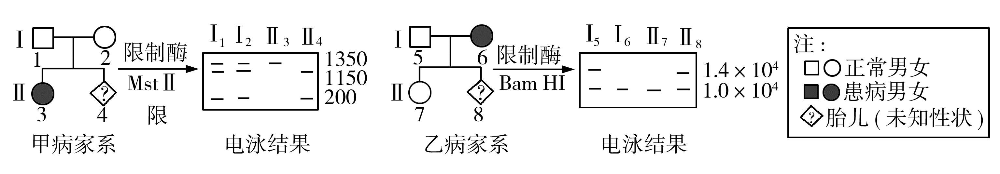 Ⅰ
1
2
Ⅱ
?
3
4
甲病家系
限制酶
Mst Ⅱ
限
Ⅰ1 Ⅰ2 Ⅱ3 Ⅱ4
1350
1150
200
电泳结果
Ⅰ
5
6
Ⅱ
?
7
8
乙病家系
限制酶
Bam HI
Ⅰ5 Ⅰ6 Ⅱ7 Ⅱ8
1.4 × 10⁴
1.0 × 10⁴
电泳结果
注:
正常男女
患病男女
? 胎儿(未知性状)